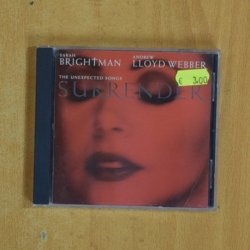 SARAH
BRIGHTMAN
ANDREW
LLOYD WEBBER
THE UNEXPECTED SONGS
SURRENDER
€ 3,00